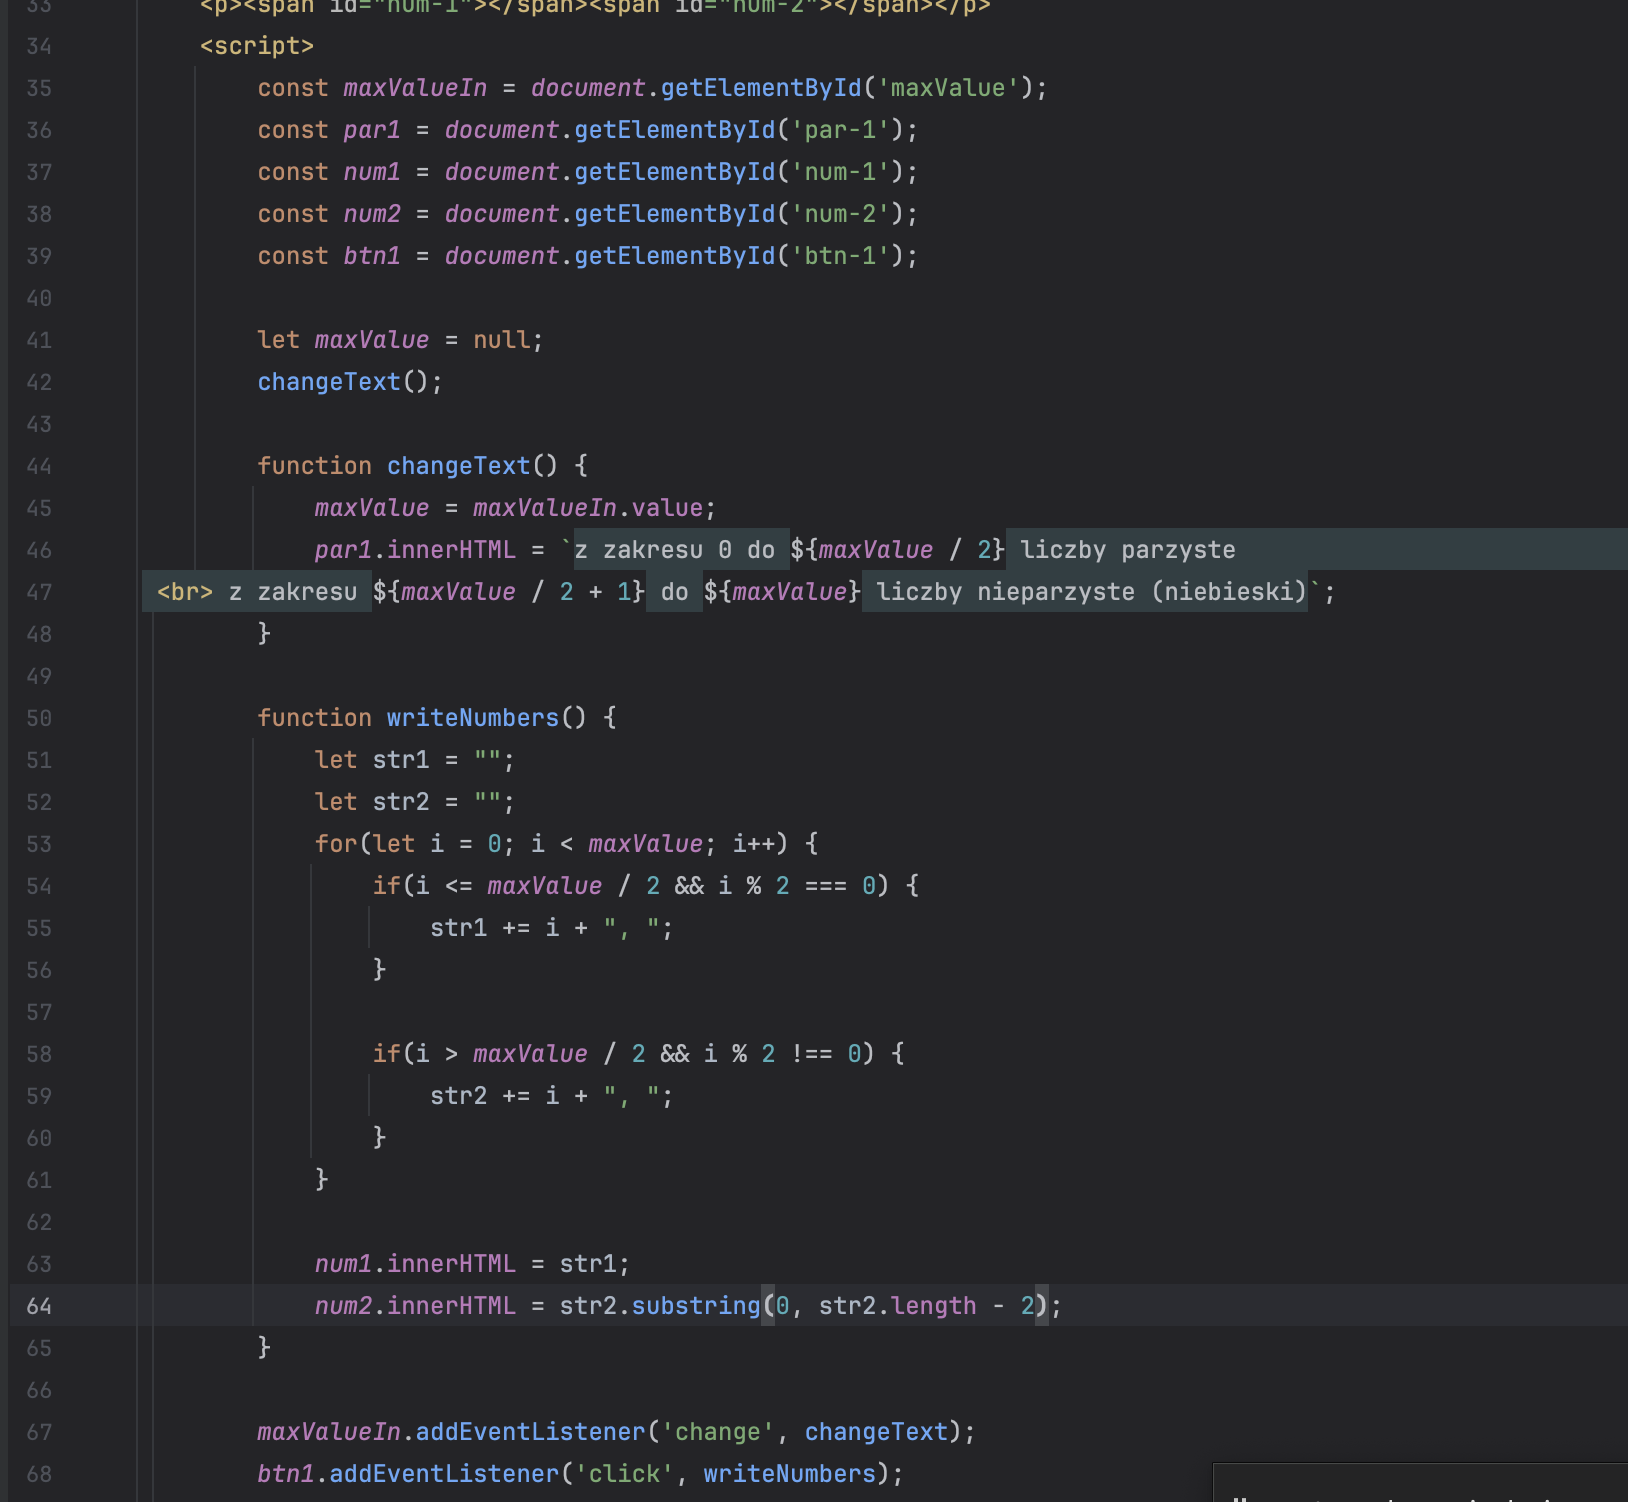 33 <p><span id="num-1"></span><span id="num-2"></span></p>
34 <script>
35 const maxValueIn = document.getElementById('maxValue');
36 const par1 = document.getElementById('par-1');
37 const num1 = document.getElementById('num-1');
38 const num2 = document.getElementById('num-2');
39 const btn1 = document.getElementById('btn-1');
40
41 let maxValue = null;
42 changeText();
43
44 function changeText() {
45 maxValue = maxValueIn.value;
46 par1.innerHTML = `z zakresu 0 do ${maxValue / 2} liczby parzyste
47 <br> z zakresu ${maxValue / 2 + 1} do ${maxValue} liczby nieparzyste (niebieski)`;
48 }
49
50 function writeNumbers() {
51 let str1 = "";
52 let str2 = "";
53 for(let i = 0; i < maxValue; i++) {
54 if(i <= maxValue / 2 && i % 2 === 0) {
55 str1 += i + ", ";
56 }
57
58 if(i > maxValue / 2 && i % 2 !== 0) {
59 str2 += i + ", ";
60 }
61 }
62
63 num1.innerHTML = str1;
64 num2.innerHTML = str2.substring(0, str2.length - 2);
65 }
66
67 maxValueIn.addEventListener('change', changeText);
68 btn1.addEventListener('click', writeNumbers);